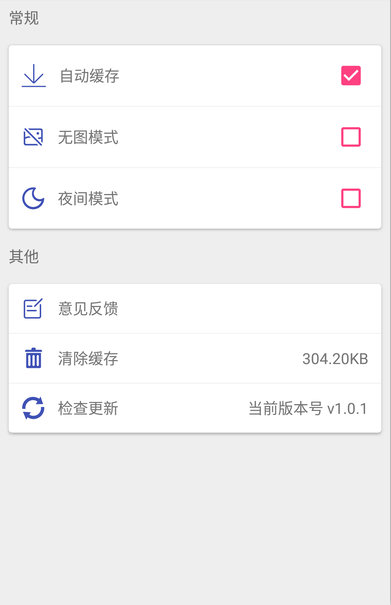 常规
自动缓存
无图模式
夜间模式
其他
意见反馈
清除缓存 304.20KB
检查更新 当前版本号 v1.0.1